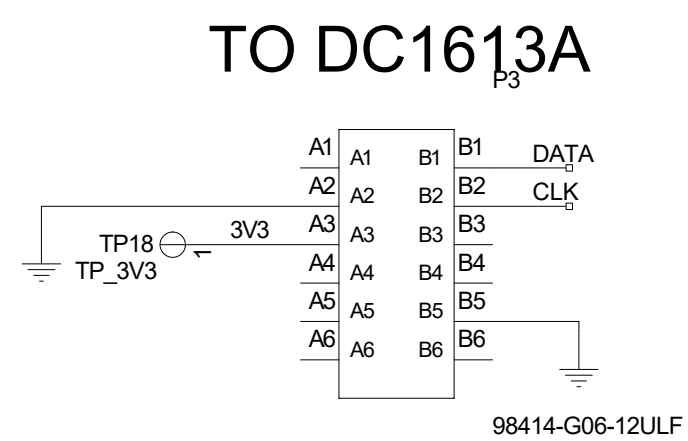 TO DC1613A
P3
A1 A1 B1 B1 DATA
A2 A2 B2 B2 CLK
TP18 1 3V3 A3 A3 B3 B3
TP_3V3 A4 A4 B4 B4
A5 A5 B5 B5
A6 A6 B6 B6
98414-G06-12ULF